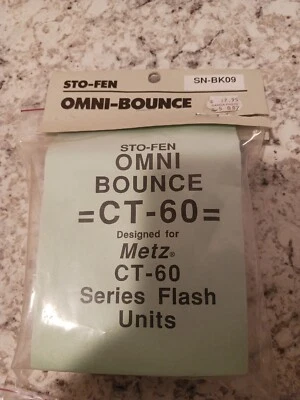 STO-FEN
SN-BK09
OMNI-BOUNCE
STO-FEN
OMNI
BOUNCE
=CT-60=
Designed for
Metz®
CT-60
Series Flash
Units